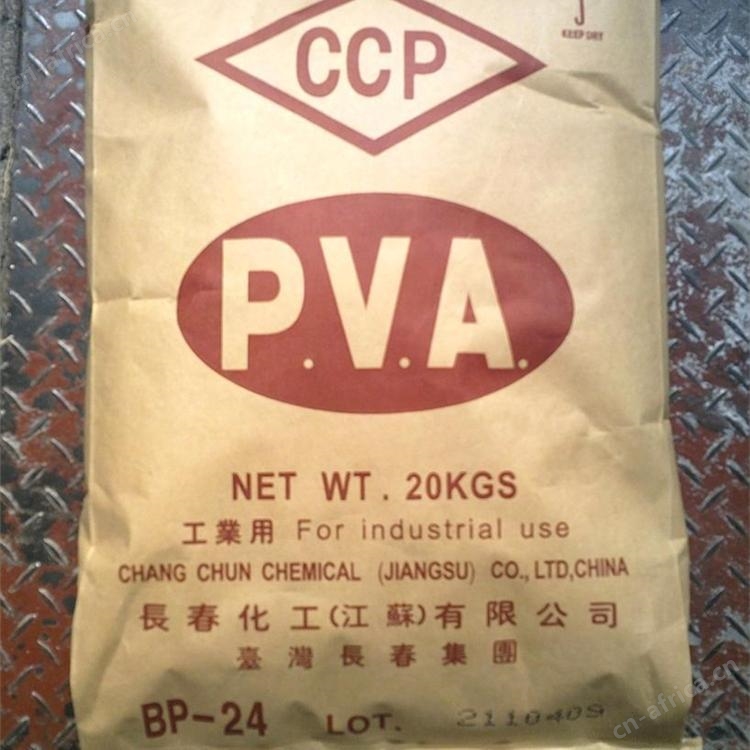 KEEP DRY
CCP
P.V.A.
NET WT. 20KGS
工業用 For industrial use
CHANG CHUN CHEMICAL (JIANGSU) CO., LTD,CHINA
長春化工(江蘇)有限公司
臺灣長春集團
BP-24 LOT. 2110409
cn-africa.cn